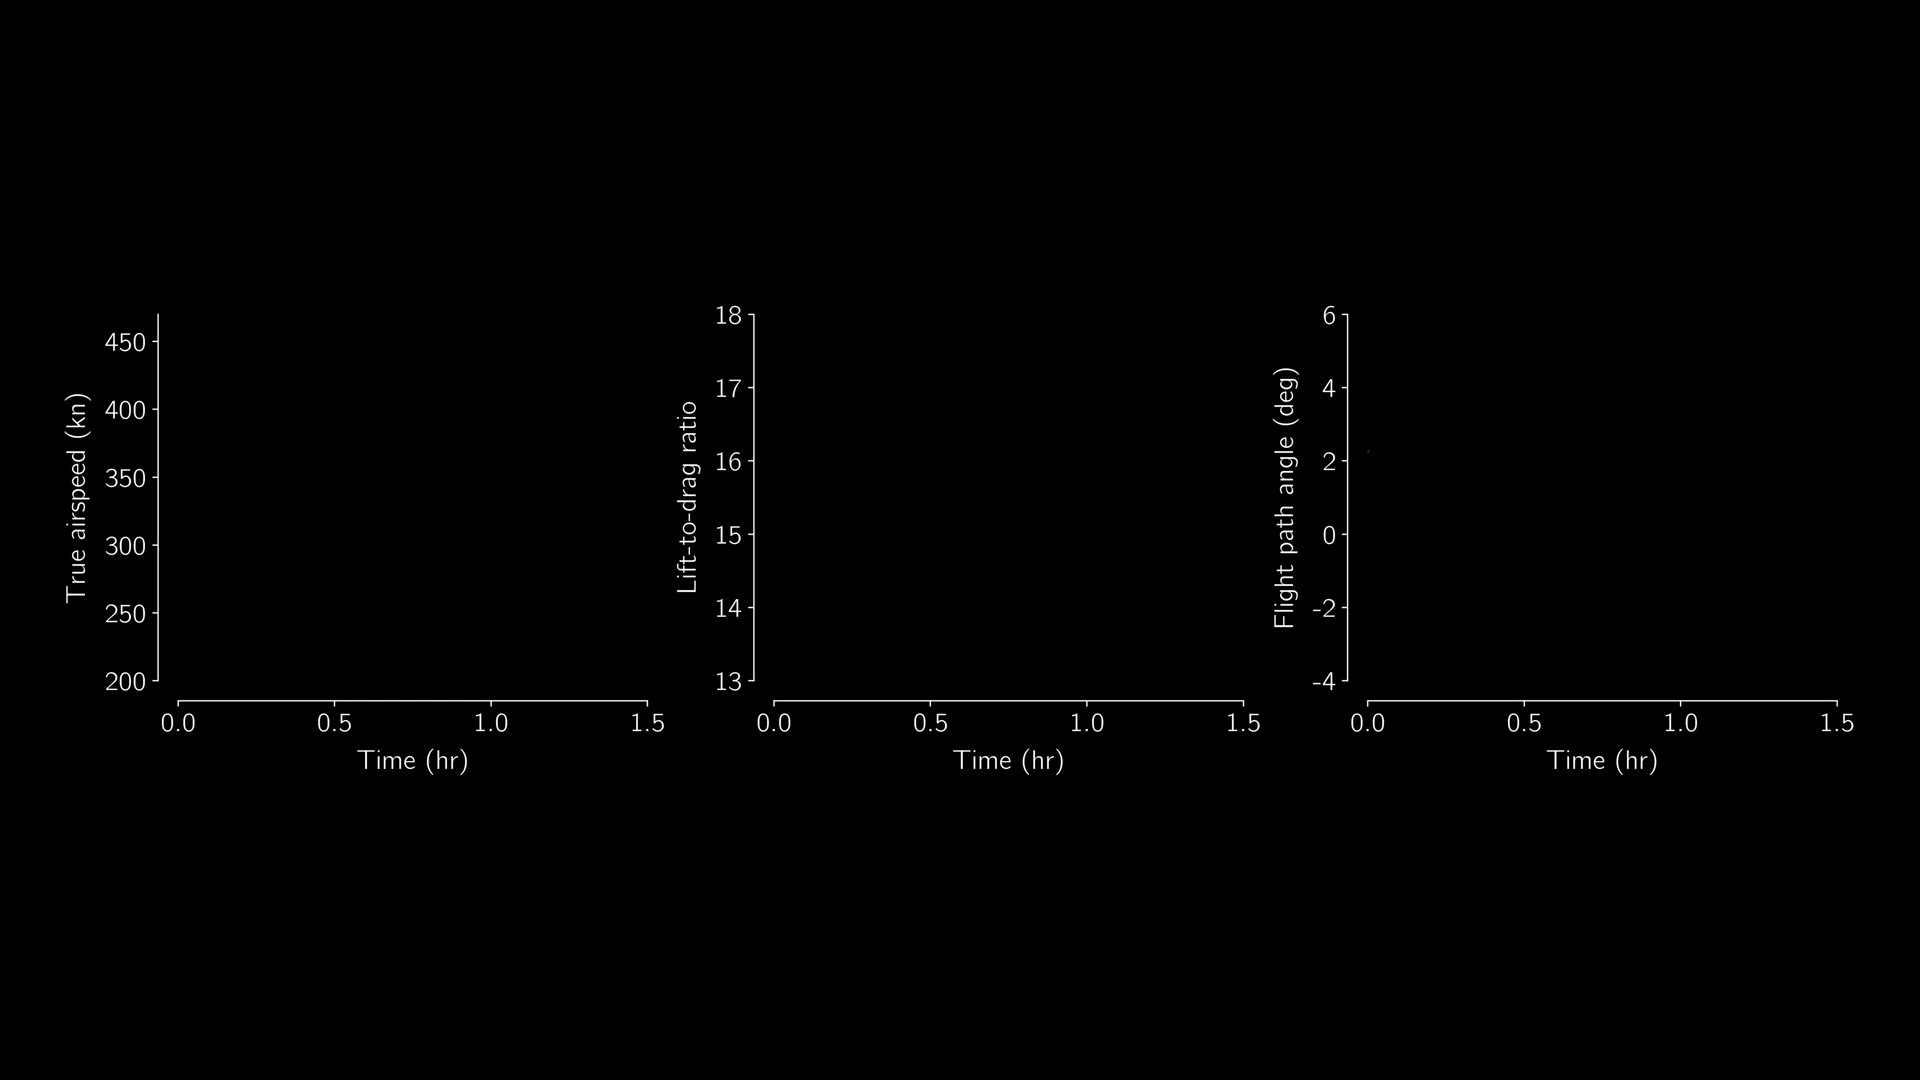 True airspeed (kn)
450
400
350
300
250
200
0.0 0.5 1.0 1.5
Time (hr)
Lift-to-drag ratio
18
17
16
15
14
13
0.0 0.5 1.0 1.5
Time (hr)
Flight path angle (deg)
6
4
2
0
-2
-4
0.0 0.5 1.0 1.5
Time (hr)